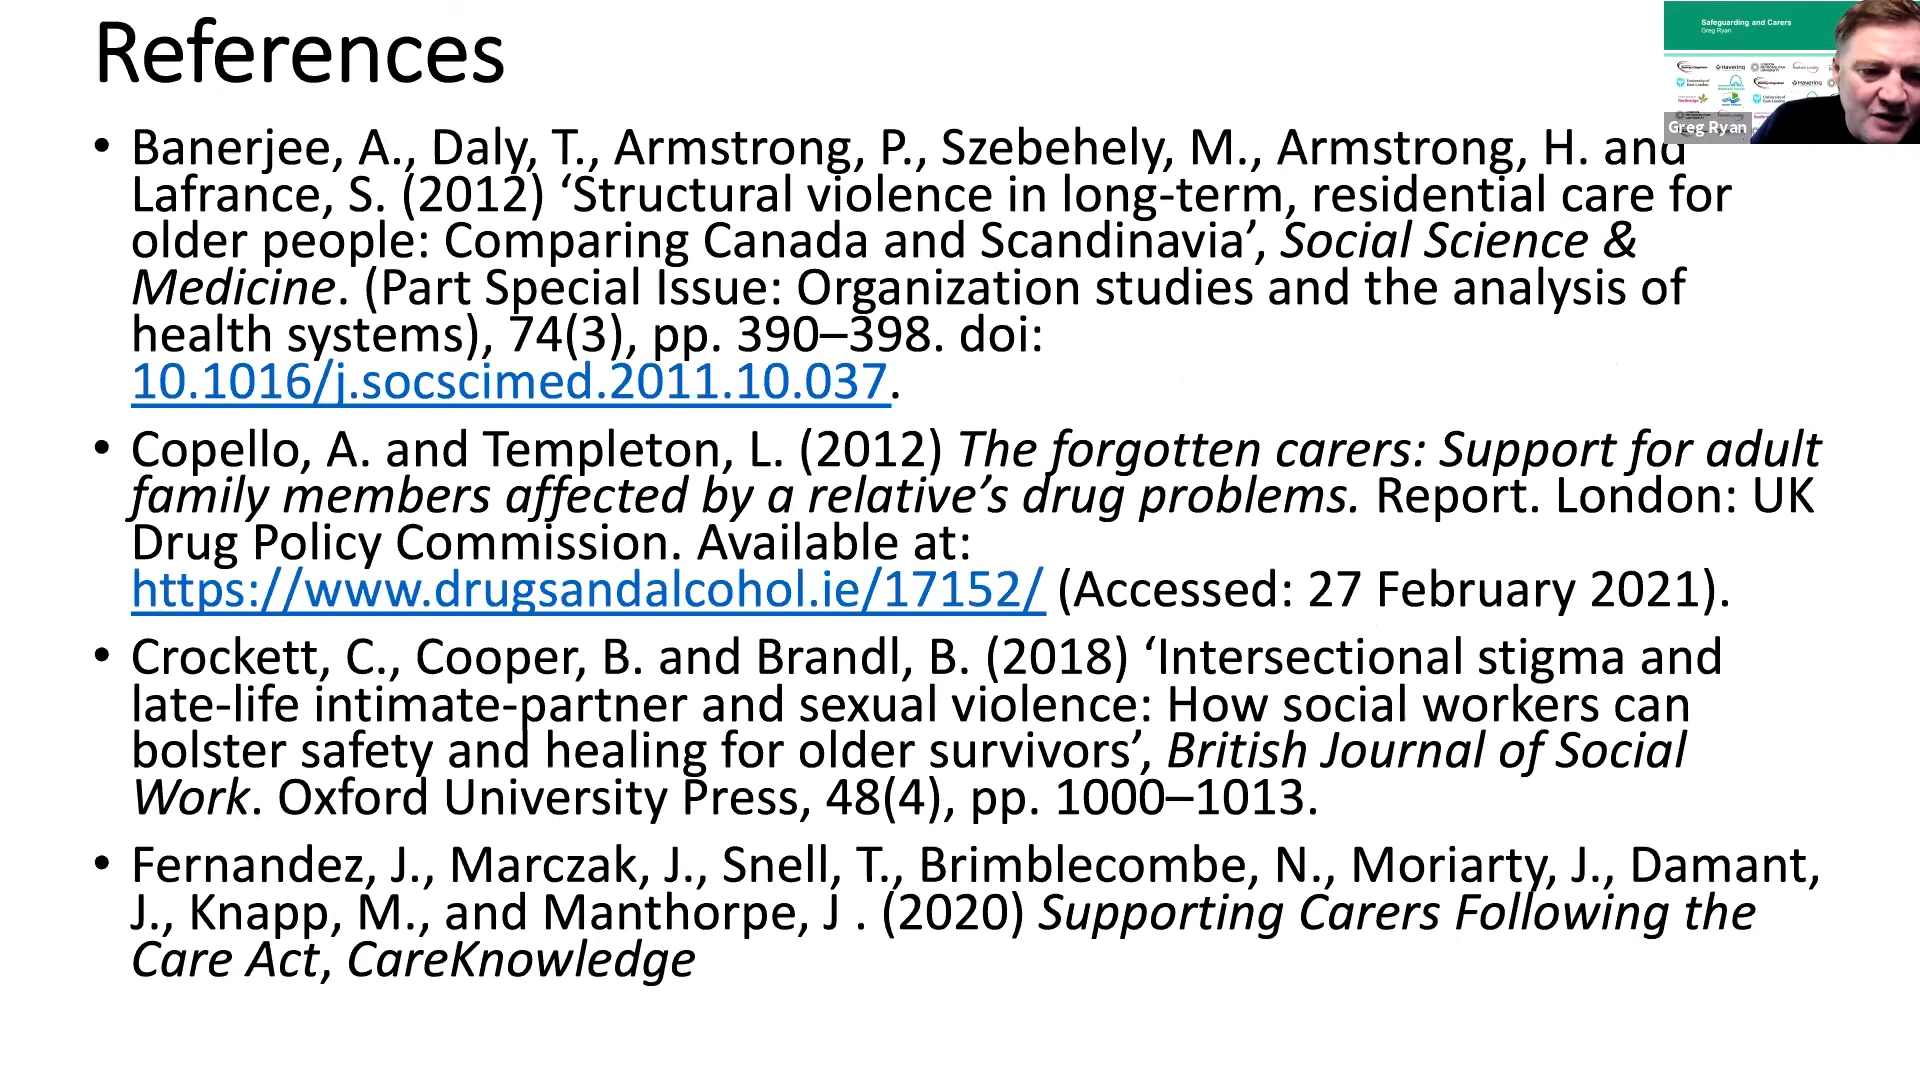 References
Safeguarding and Carers
Greg Ryan
Greg Ryan
• Banerjee, A., Daly, T., Armstrong, P., Szebehely, M., Armstrong, H. and
Lafrance, S. (2012) ‘Structural violence in long-term, residential care for
older people: Comparing Canada and Scandinavia’, Social Science &
Medicine. (Part Special Issue: Organization studies and the analysis of
health systems), 74(3), pp. 390–398. doi:
10.1016/j.socscimed.2011.10.037.
• Copello, A. and Templeton, L. (2012) The forgotten carers: Support for adult
family members affected by a relative’s drug problems. Report. London: UK
Drug Policy Commission. Available at:
https://www.drugsandalcohol.ie/17152/ (Accessed: 27 February 2021).
• Crockett, C., Cooper, B. and Brandl, B. (2018) ‘Intersectional stigma and
late-life intimate-partner and sexual violence: How social workers can
bolster safety and healing for older survivors’, British Journal of Social
Work. Oxford University Press, 48(4), pp. 1000–1013.
• Fernandez, J., Marczak, J., Snell, T., Brimblecombe, N., Moriarty, J., Damant,
J., Knapp, M., and Manthorpe, J . (2020) Supporting Carers Following the
Care Act, CareKnowledge